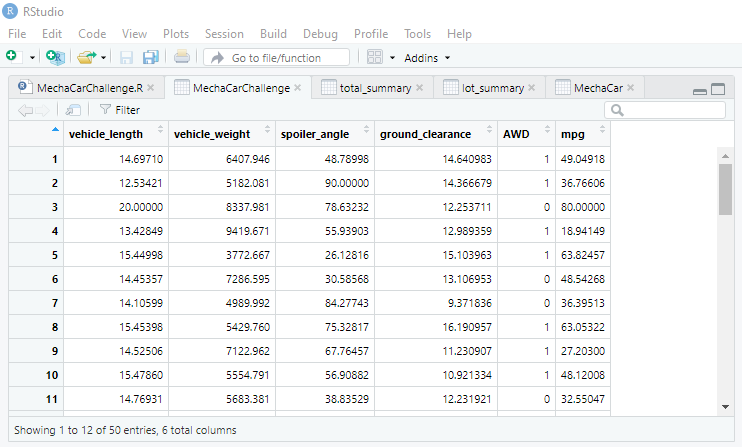 RStudio
File Edit Code View Plots Session Build Debug Profile Tools Help
Go to file/function Addins
MechaCarChallenge.R MechaCarChallenge total_summary lot_summary MechaCar
Filter
vehicle_length vehicle_weight spoiler_angle ground_clearance AWD mpg
1 14.69710 6407.946 48.78998 14.640983 1 49.04918
2 12.53421 5182.081 90.00000 14.366679 1 36.76606
3 20.00000 8337.981 78.63232 12.253711 0 80.00000
4 13.42849 9419.671 55.93903 12.989359 1 18.94149
5 15.44998 3772.667 26.12816 15.103963 1 63.82457
6 14.45357 7286.595 30.58568 13.106953 0 48.54268
7 14.10599 4989.992 84.27743 9.371836 0 36.39513
8 15.45398 5429.760 75.32817 16.190957 1 63.05322
9 14.52506 7122.962 67.76457 11.230907 1 27.20300
10 15.47860 5554.791 56.90882 10.921334 1 48.12008
11 14.76931 5683.381 38.83529 12.231921 0 32.55047
Showing 1 to 12 of 50 entries, 6 total columns